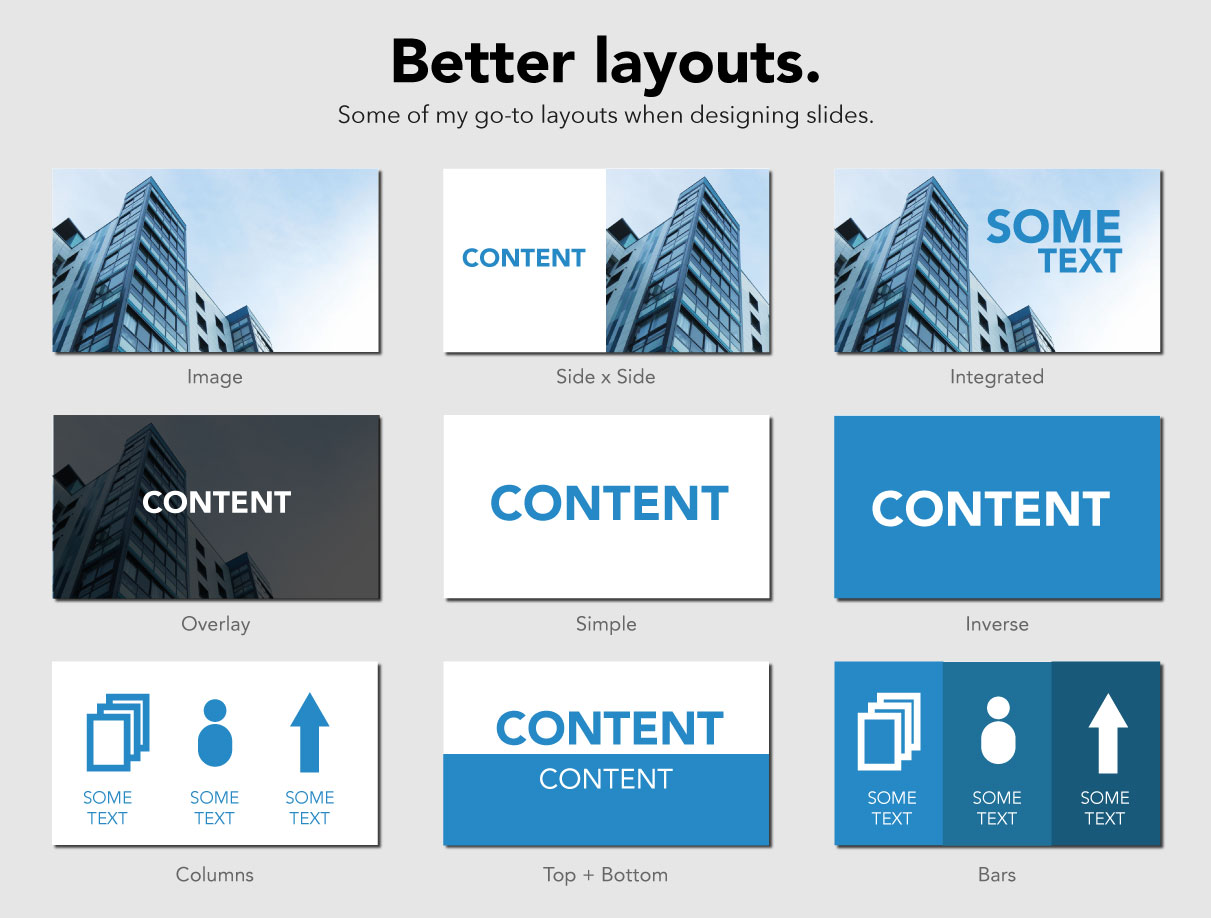 Better layouts.
Some of my go-to layouts when designing slides.
CONTENT
SOME
TEXT
Image
Side x Side
Integrated
CONTENT
CONTENT
CONTENT
Overlay
Simple
Inverse
SOME
TEXT
SOME
TEXT
SOME
TEXT
CONTENT
CONTENT
SOME
TEXT
SOME
TEXT
SOME
TEXT
Columns
Top + Bottom
Bars